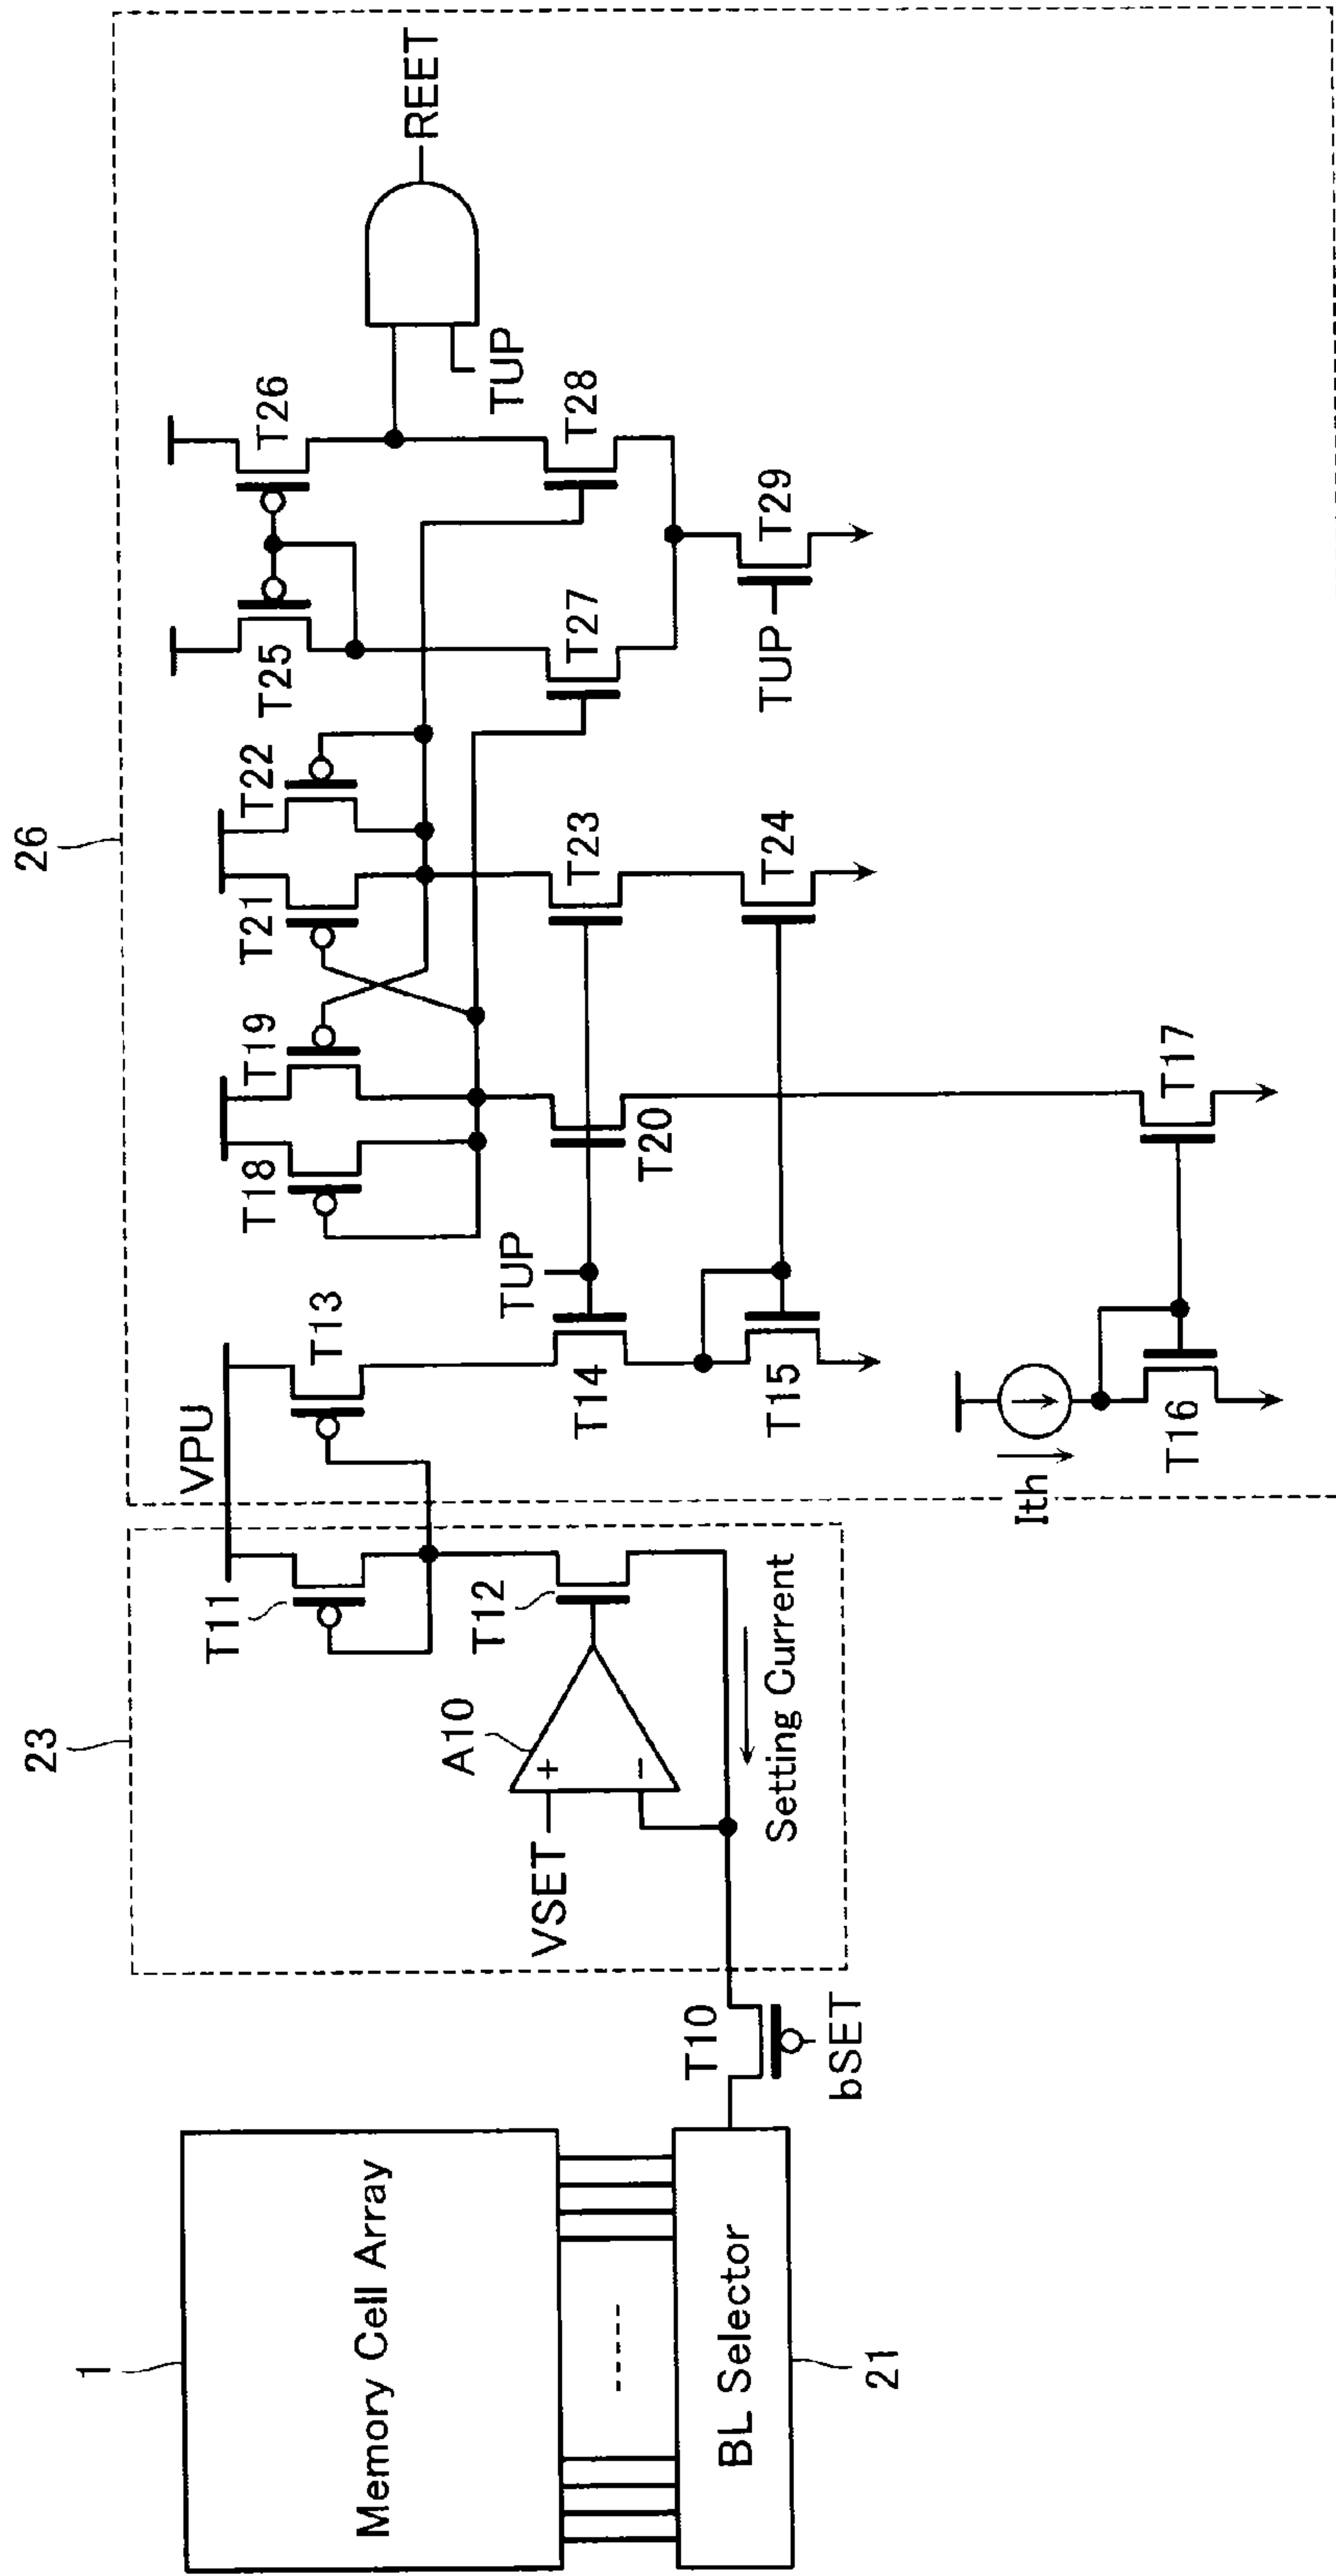 26
23
1
VPU
T11
T13
T18
T19
T21
T22
T25
T26
REET
TUP
A10
T12
VSET
+
−
TUP
T14
T20
T23
T27
T28
Memory Cell Array
T10
bSET
Setting Current
T15
T24
TUP
T29
BL Selector
21
Ith
T16
T17